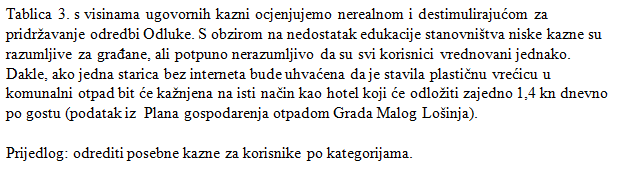 Tablica 3. s visinama ugovornih kazni ocjenjujemo nerealnom i destimulirajućom za
pridržavanje odredbi Odluke. S obzirom na nedostatak edukacije stanovništva niske kazne su
razumljive za građane, ali potpuno nerazumljivo da su svi korisnici vrednovani jednako.
Dakle, ako jedna starica bez interneta bude uhvaćena da je stavila plastičnu vrećicu u
komunalni otpad bit će kažnjena na isti način kao hotel koji će odložiti zajedno 1,4 kn dnevno
po gostu (podatak iz Plana gospodarenja otpadom Grada Malog Lošinja).
Prijedlog: odrediti posebne kazne za korisnike po kategorijama.